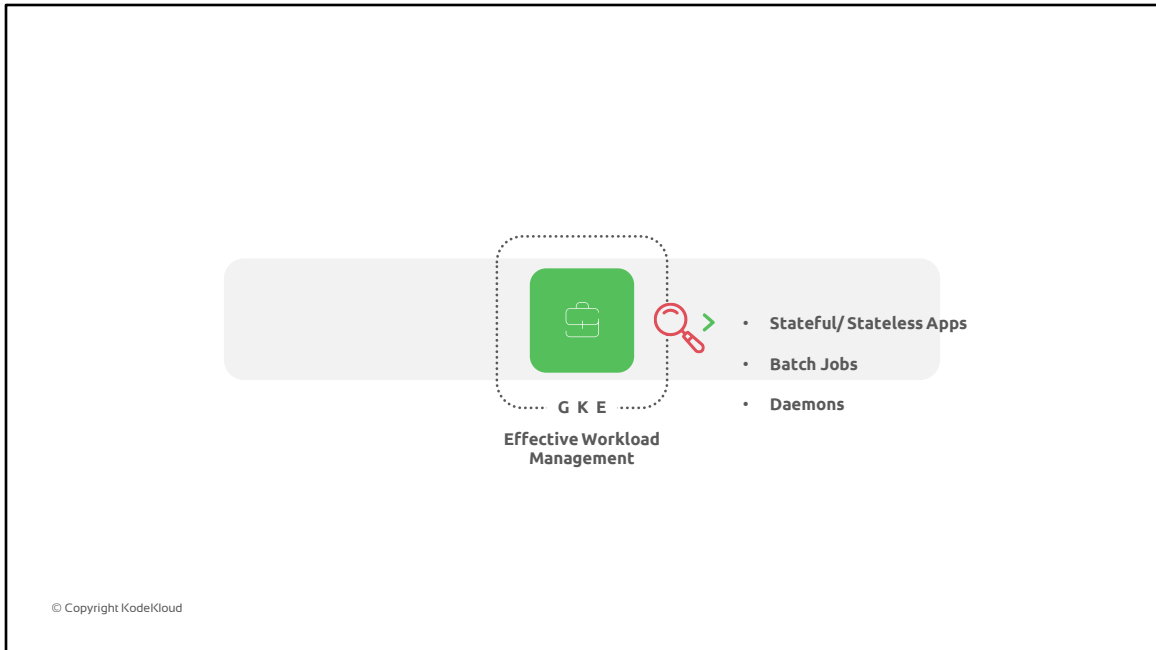 • Stateful/ Stateless Apps
• Batch Jobs
• Daemons
G K E
Effective Workload
Management
© Copyright KodeKloud